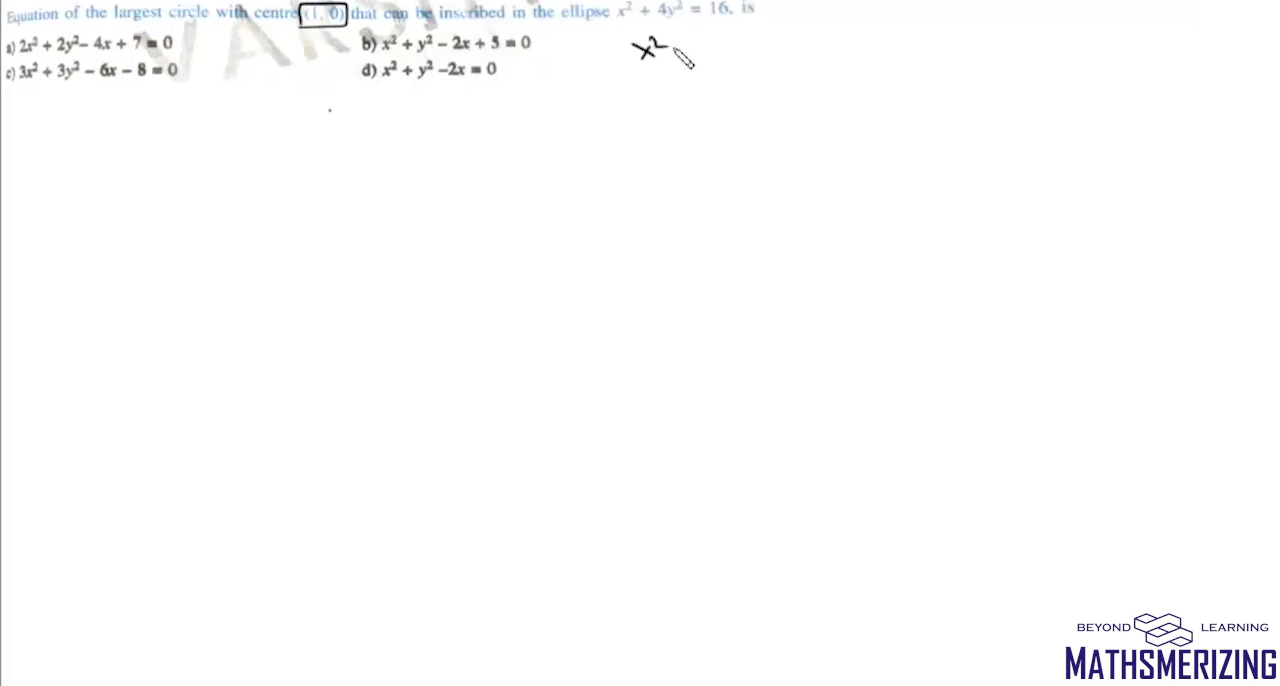 Equation of the largest circle with centre (1, 0) that can be inscribed in the ellipse x² + 4y² = 16, is
a) 2x² + 2y² – 4x + 7 = 0 b) x² + y² – 2x + 5 = 0
c) 3x² + 3y² – 6x – 8 = 0 d) x² + y² –2x = 0
x²
BEYOND LEARNING
MATHSMERIZING